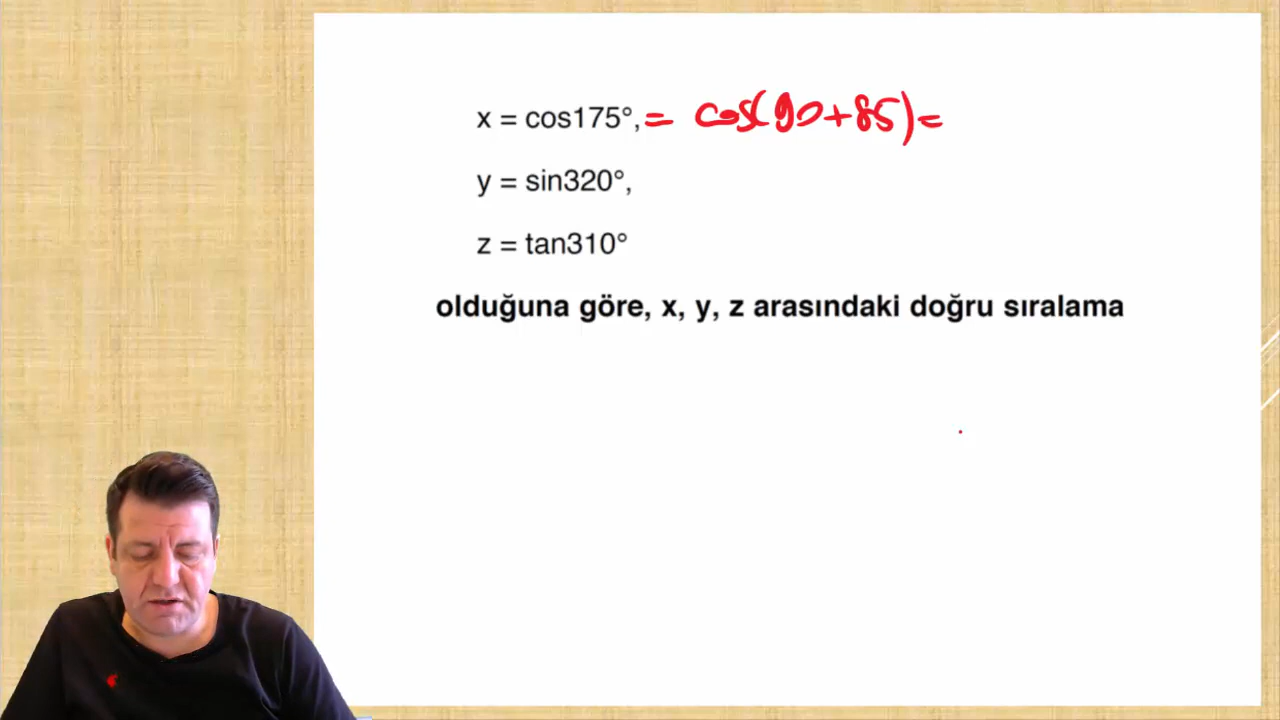 x = cos175°, = cos(90+85) =
y = sin320°,
z = tan310°
olduğuna göre, x, y, z arasındaki doğru sıralama